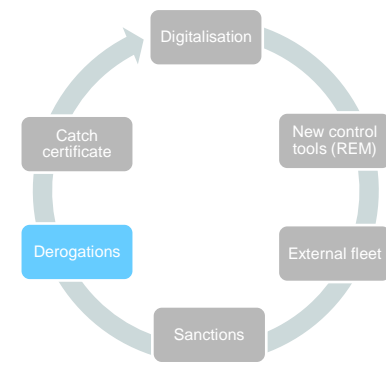 Digitalisation
New control
tools (REM)
External fleet
Sanctions
Derogations
Catch
certificate